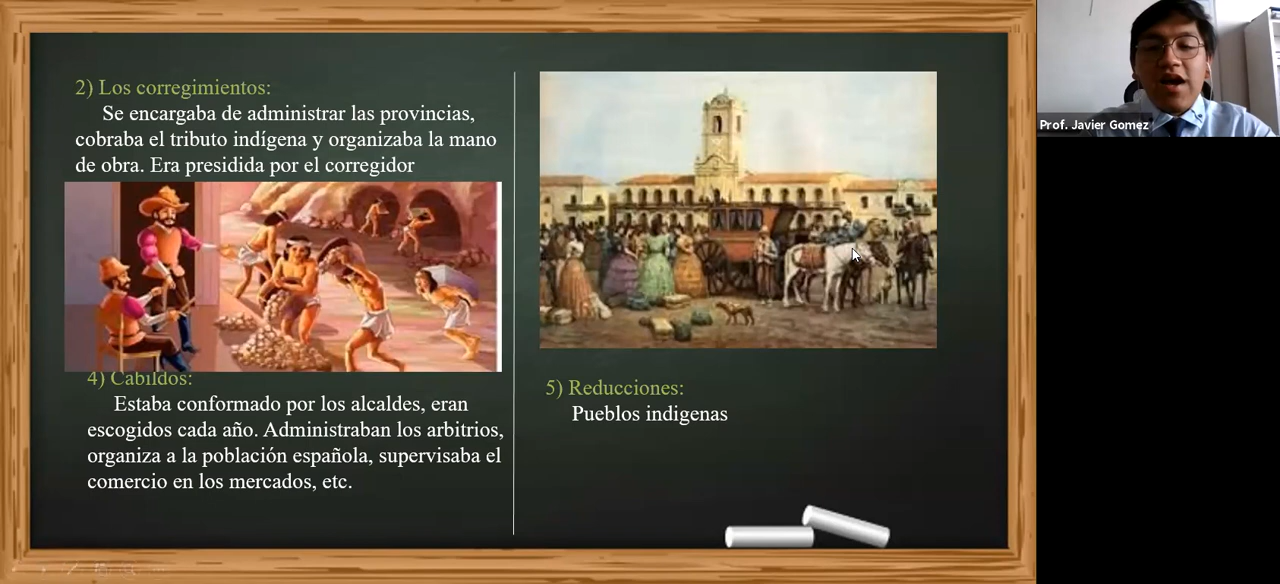 2) Los corregimientos:
Se encargaba de administrar las provincias,
cobraba el tributo indígena y organizaba la mano
de obra. Era presidida por el corregidor
4) Cabildos:
Estaba conformado por los alcaldes, eran
escogidos cada año. Administraban los arbitrios,
organiza a la población española, supervisaba el
comercio en los mercados, etc.
5) Reducciones:
Pueblos indigenas
Prof. Javier Gomez